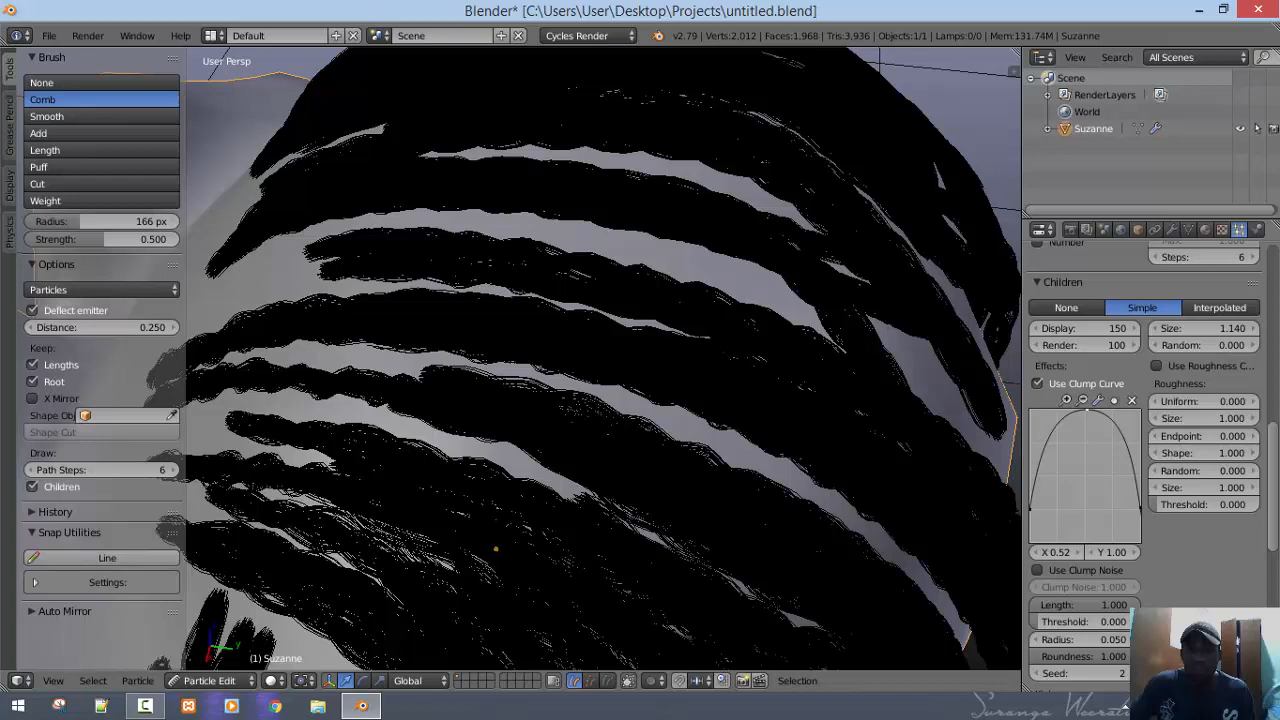 Blender* [C:\Users\User\Desktop\Projects\untitled.blend]
File Render Window Help Default Scene Cycles Render v2.79 | Verts:2,012 | Faces:1,968 | Tris:3,936 | Objects:1/1 | Lamps:0/0 | Mem:131.74M | Suzanne
Tools
Grease Pencil
Display
Physics
Brush
None
Comb
Smooth
Add
Length
Puff
Cut
Weight
Radius: 166 px
Strength: 0.500
Options
Particles
Deflect emitter
Distance: 0.250
Keep:
Lengths
Root
X Mirror
Shape Obj
Shape Cut
Draw:
Path Steps: 6
Children
History
Snap Utilities
Line
Settings:
Auto Mirror
User Persp
(1) Suzanne
View Select Particle Particle Edit Global Selection
View Search All Scenes
Scene
RenderLayers
World
Suzanne
Number
Steps: 6
Children
None Simple Interpolated
Display: 150 Size: 1.140
Render: 100 Random: 0.000
Effects: Use Roughness C...
Use Clump Curve Roughness:
Uniform: 0.000
Size: 1.000
Endpoint: 0.000
Shape: 1.000
Random: 0.000
Size: 1.000
Threshold: 0.000
X 0.52 Y 1.00
Use Clump Noise
Clump Noise: 1.000
Length: 1.000
Threshold: 0.000
Radius: 0.050
Roundness: 1.000
Seed: 2